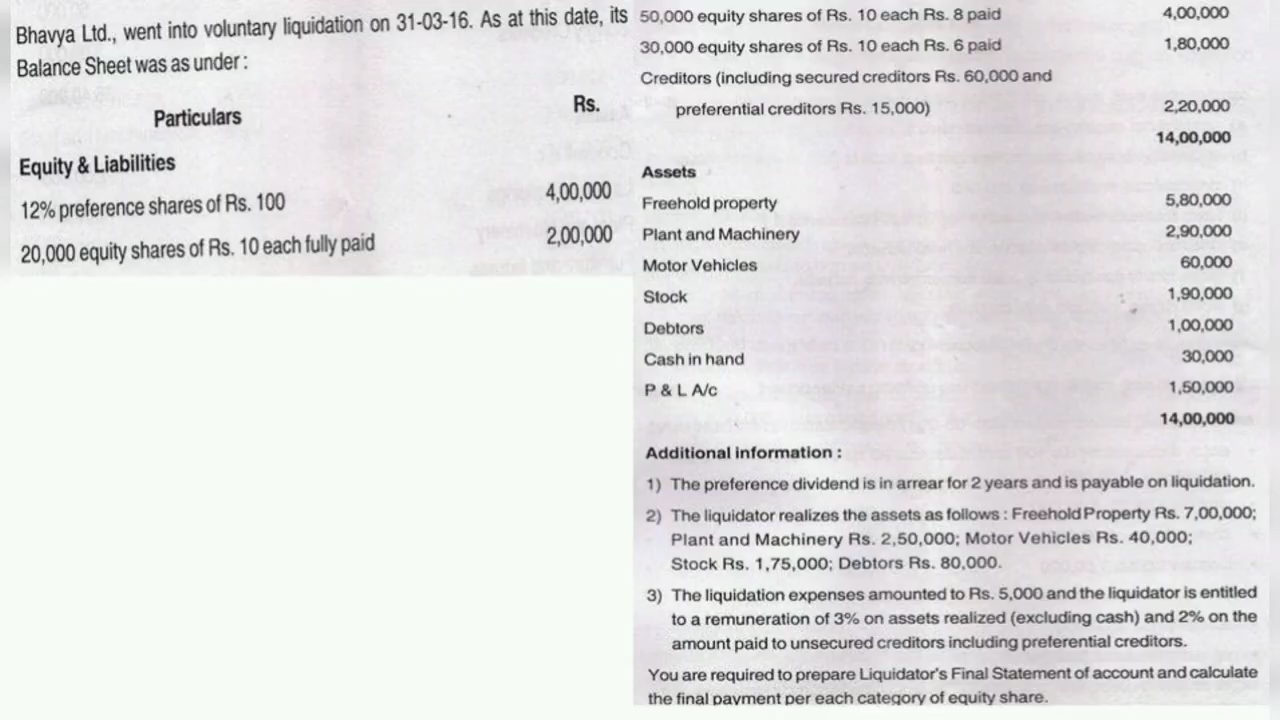 Bhavya Ltd., went into voluntary liquidation on 31-03-16. As at this date, its
Balance Sheet was as under :
Particulars Rs.
Equity & Liabilities
12% preference shares of Rs. 100 4,00,000
20,000 equity shares of Rs. 10 each fully paid 2,00,000
50,000 equity shares of Rs. 10 each Rs. 8 paid 4,00,000
30,000 equity shares of Rs. 10 each Rs. 6 paid 1,80,000
Creditors (including secured creditors Rs. 60,000 and
preferential creditors Rs. 15,000) 2,20,000
14,00,000
Assets
Freehold property 5,80,000
Plant and Machinery 2,90,000
Motor Vehicles 60,000
Stock 1,90,000
Debtors 1,00,000
Cash in hand 30,000
P & L A/c 1,50,000
14,00,000
Additional information :
1) The preference dividend is in arrear for 2 years and is payable on liquidation.
2) The liquidator realizes the assets as follows : Freehold Property Rs. 7,00,000;
Plant and Machinery Rs. 2,50,000; Motor Vehicles Rs. 40,000;
Stock Rs. 1,75,000; Debtors Rs. 80,000.
3) The liquidation expenses amounted to Rs. 5,000 and the liquidator is entitled
to a remuneration of 3% on assets realized (excluding cash) and 2% on the
amount paid to unsecured creditors including preferential creditors.
You are required to prepare Liquidator's Final Statement of account and calculate
the final payment per each category of equity share.